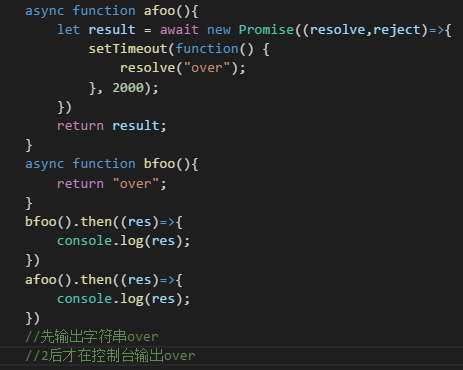 async function afoo(){
    let result = await new Promise((resolve,reject)=>{
        setTimeout(function() {
            resolve("over");
        }, 2000);
    })
    return result;
}
async function bfoo(){
    return "over";
}
bfoo().then((res)=>{
    console.log(res);
})
afoo().then((res)=>{
    console.log(res);
})
//先输出字符串over
//2后才在控制台输出over